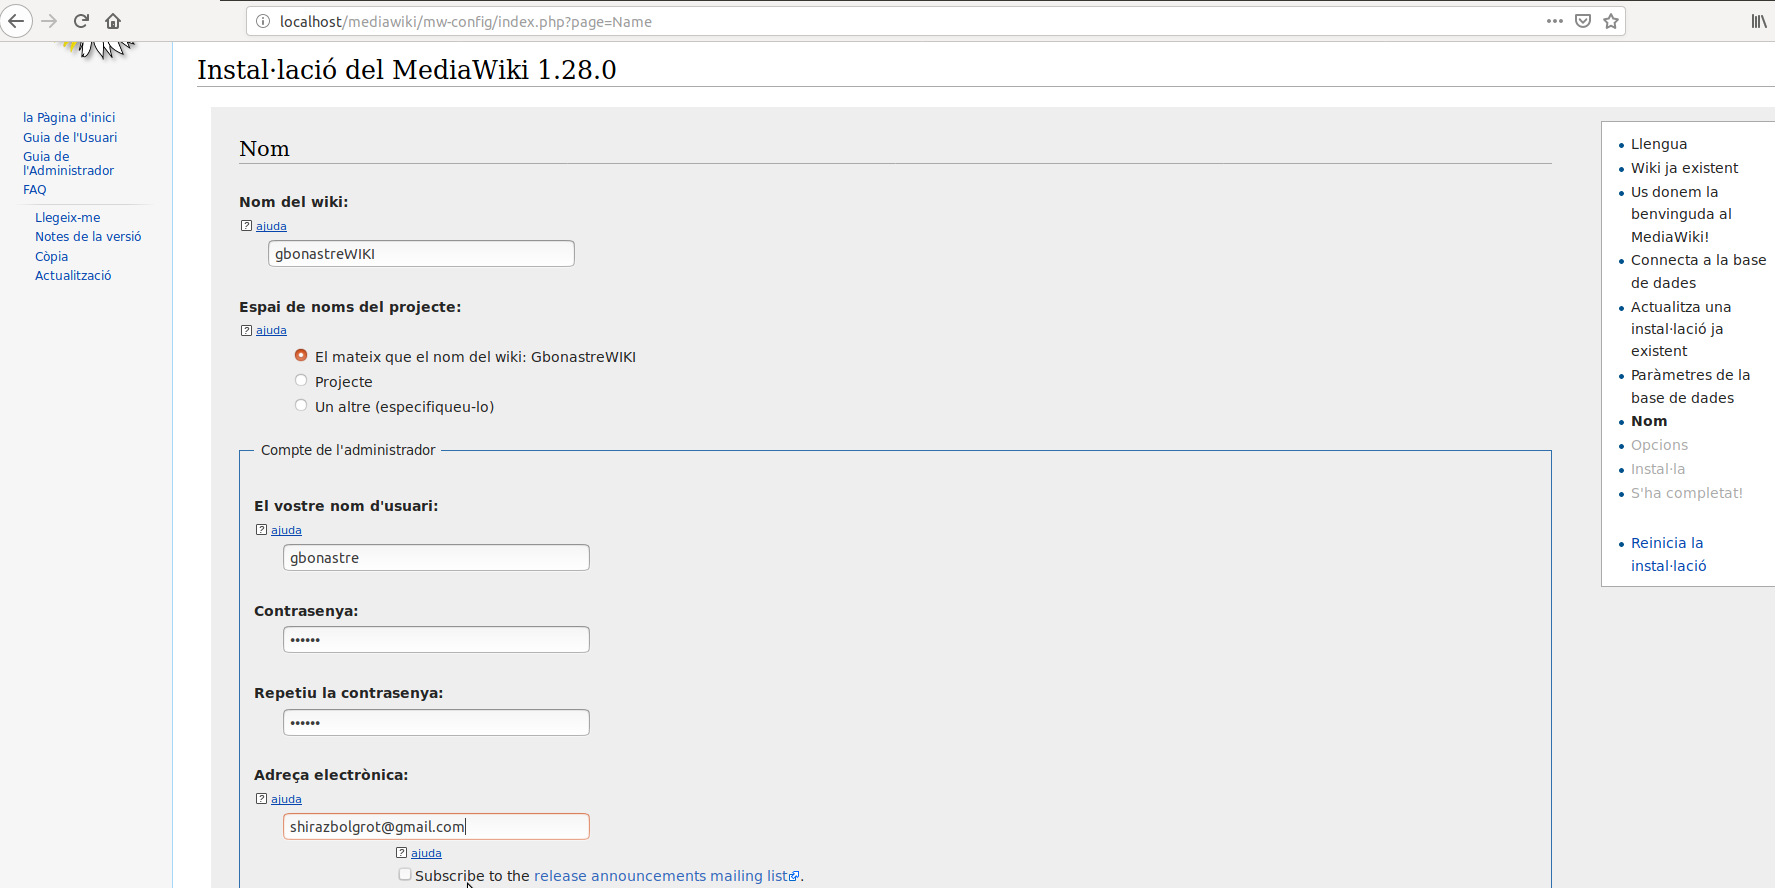 localhost/mediawiki/mw-config/index.php?page=Name
Instal·lació del MediaWiki 1.28.0
la Pàgina d'inici
Guia de l'Usuari
Guia de
l'Administrador
FAQ
Llegeix-me
Notes de la versió
Còpia
Actualització
Nom
Nom del wiki:
? ajuda
gbonastreWIKI
Espai de noms del projecte:
? ajuda
El mateix que el nom del wiki: GbonastreWIKI
Projecte
Un altre (especifiqueu-lo)
Compte de l'administrador
El vostre nom d'usuari:
? ajuda
gbonastre
Contrasenya:
••••••
Repetiu la contrasenya:
••••••
Adreça electrònica:
? ajuda
shirazbolgrot@gmail.com
? ajuda
Subscribe to the release announcements mailing list.
Llengua
Wiki ja existent
Us donem la
benvinguda al
MediaWiki!
Connecta a la base
de dades
Actualitza una
instal·lació ja
existent
Paràmetres de la
base de dades
Nom
Opcions
Instal·la
S'ha completat!
Reinicia la
instal·lació